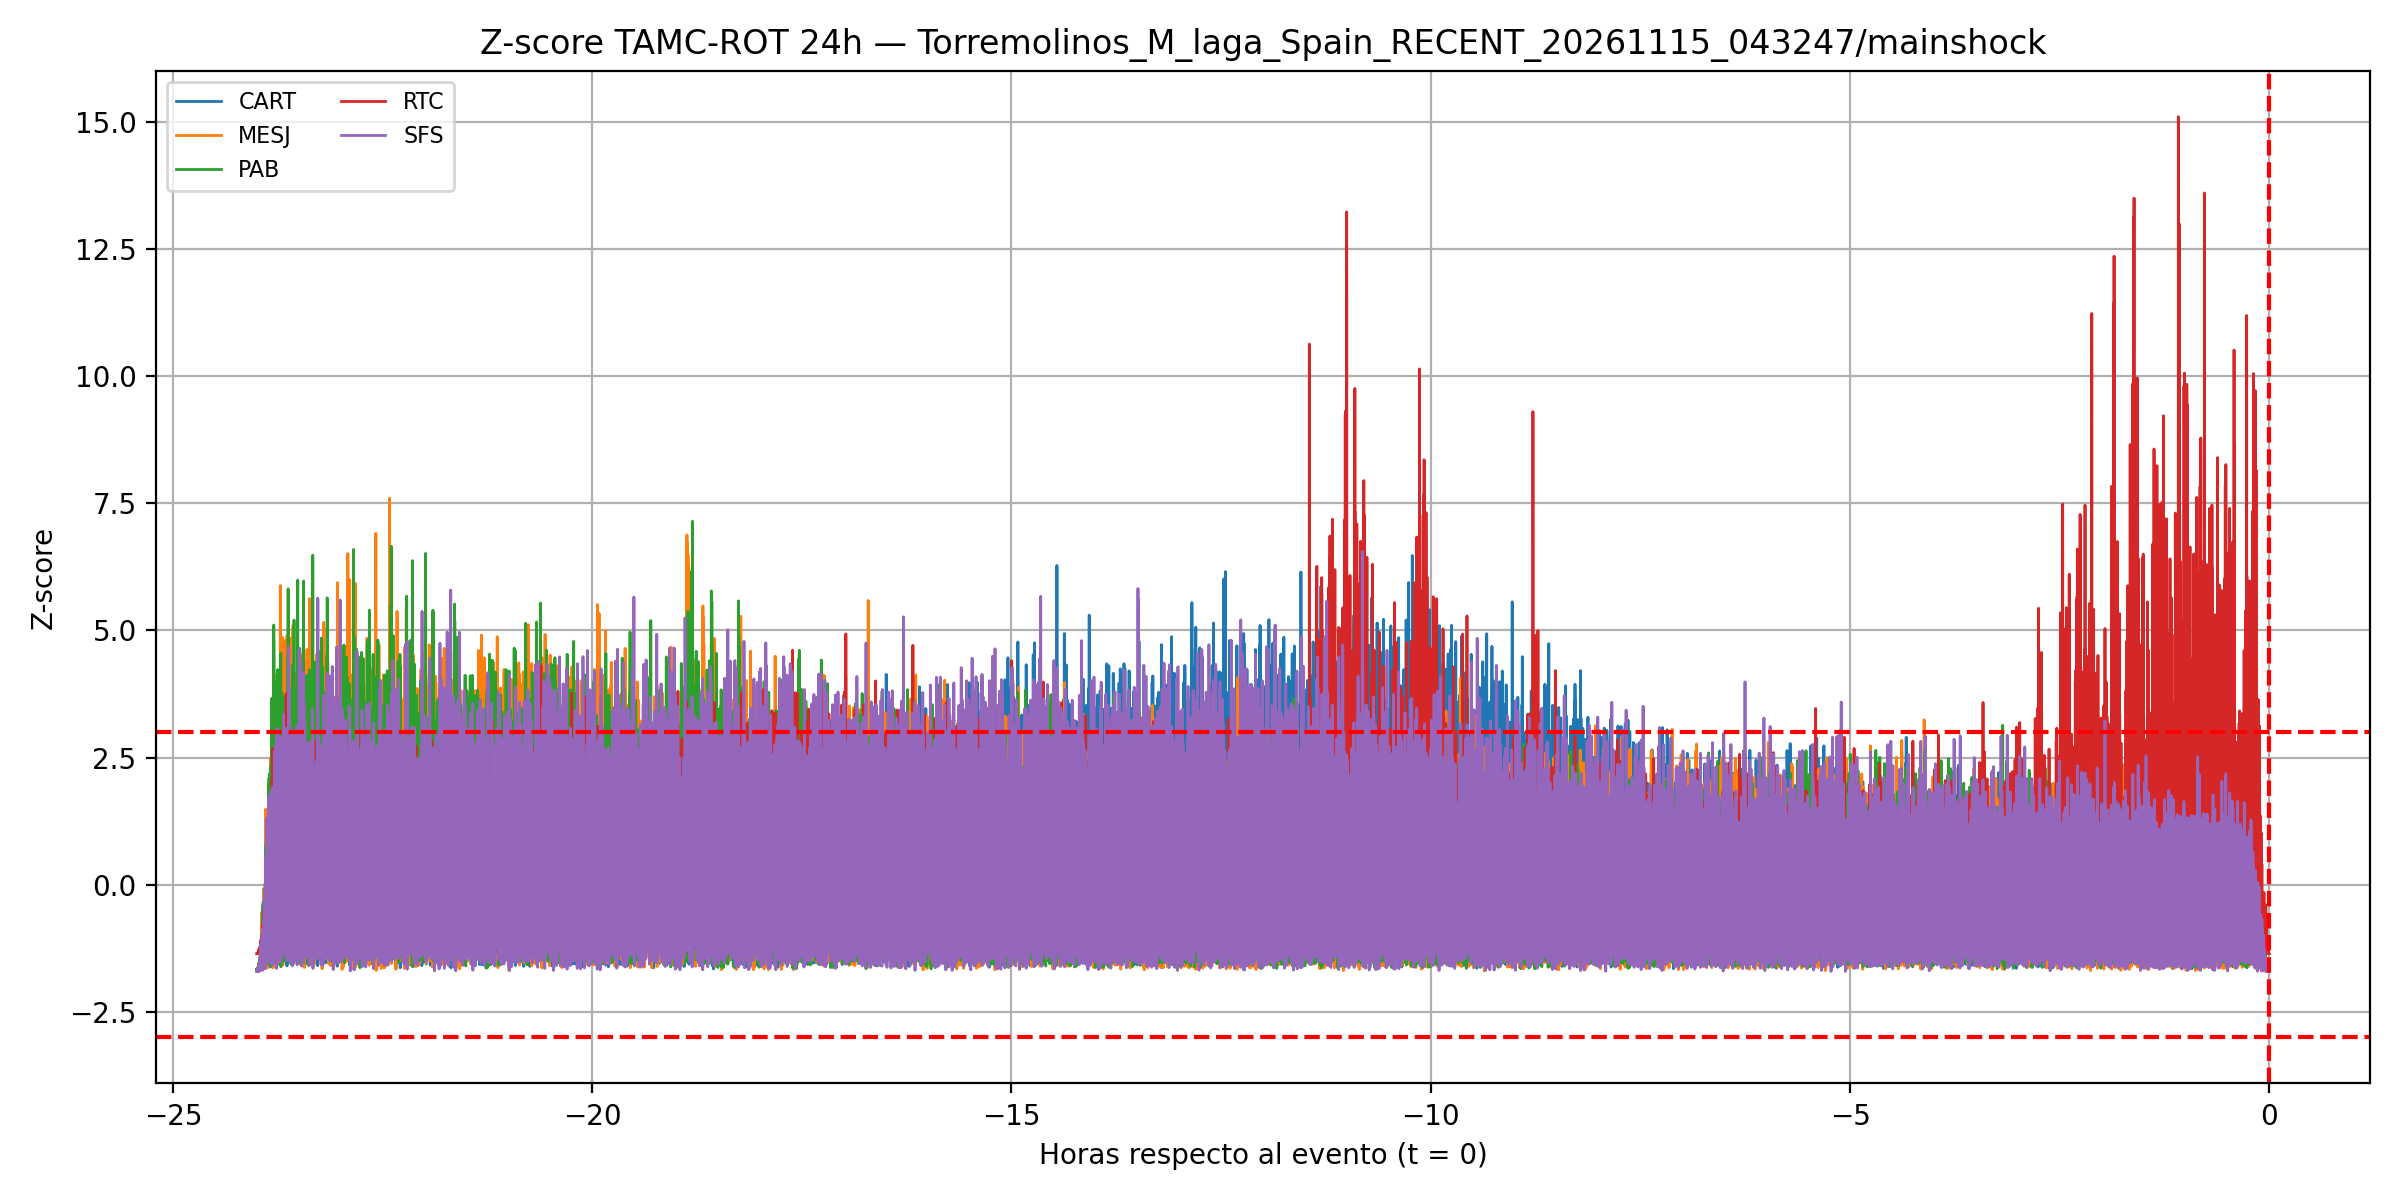 Z-score TAMC-ROT 24h — Torremolinos_M_laga_Spain_RECENT_20261115_043247/mainshock
CART
MESJ
PAB
RTC
SFS
15.0
12.5
10.0
7.5
5.0
2.5
0.0
−2.5
Z-score
−25
−20
−15
−10
−5
0
Horas respecto al evento (t = 0)